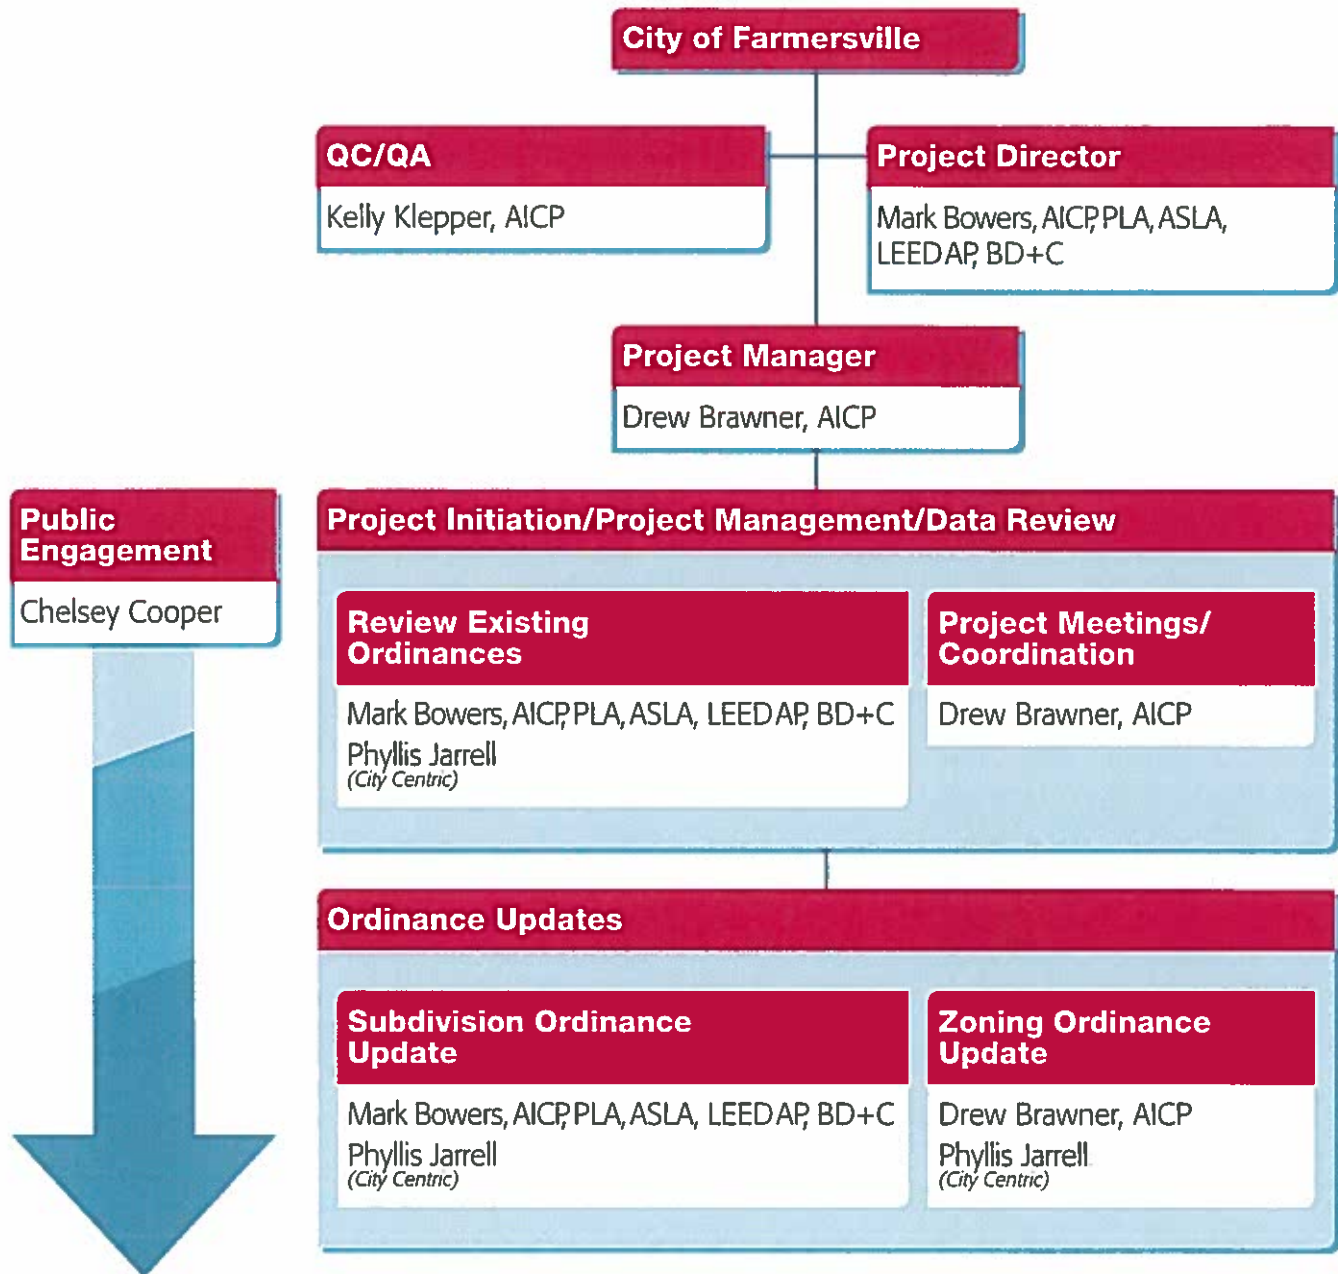 City of Farmersville
QC/QA
Kelly Klepper, AICP
Project Director
Mark Bowers, AICP, PLA, ASLA,
LEED AP, BD+C
Project Manager
Drew Brawner, AICP
Public
Engagement
Chelsey Cooper
Project Initiation/Project Management/Data Review
Review Existing
Ordinances
Mark Bowers, AICP, PLA, ASLA, LEED AP, BD+C
Phyllis Jarrell
(City Centric)
Project Meetings/
Coordination
Drew Brawner, AICP
Ordinance Updates
Subdivision Ordinance
Update
Mark Bowers, AICP, PLA, ASLA, LEED AP, BD+C
Phyllis Jarrell
(City Centric)
Zoning Ordinance
Update
Drew Brawner, AICP
Phyllis Jarrell
(City Centric)